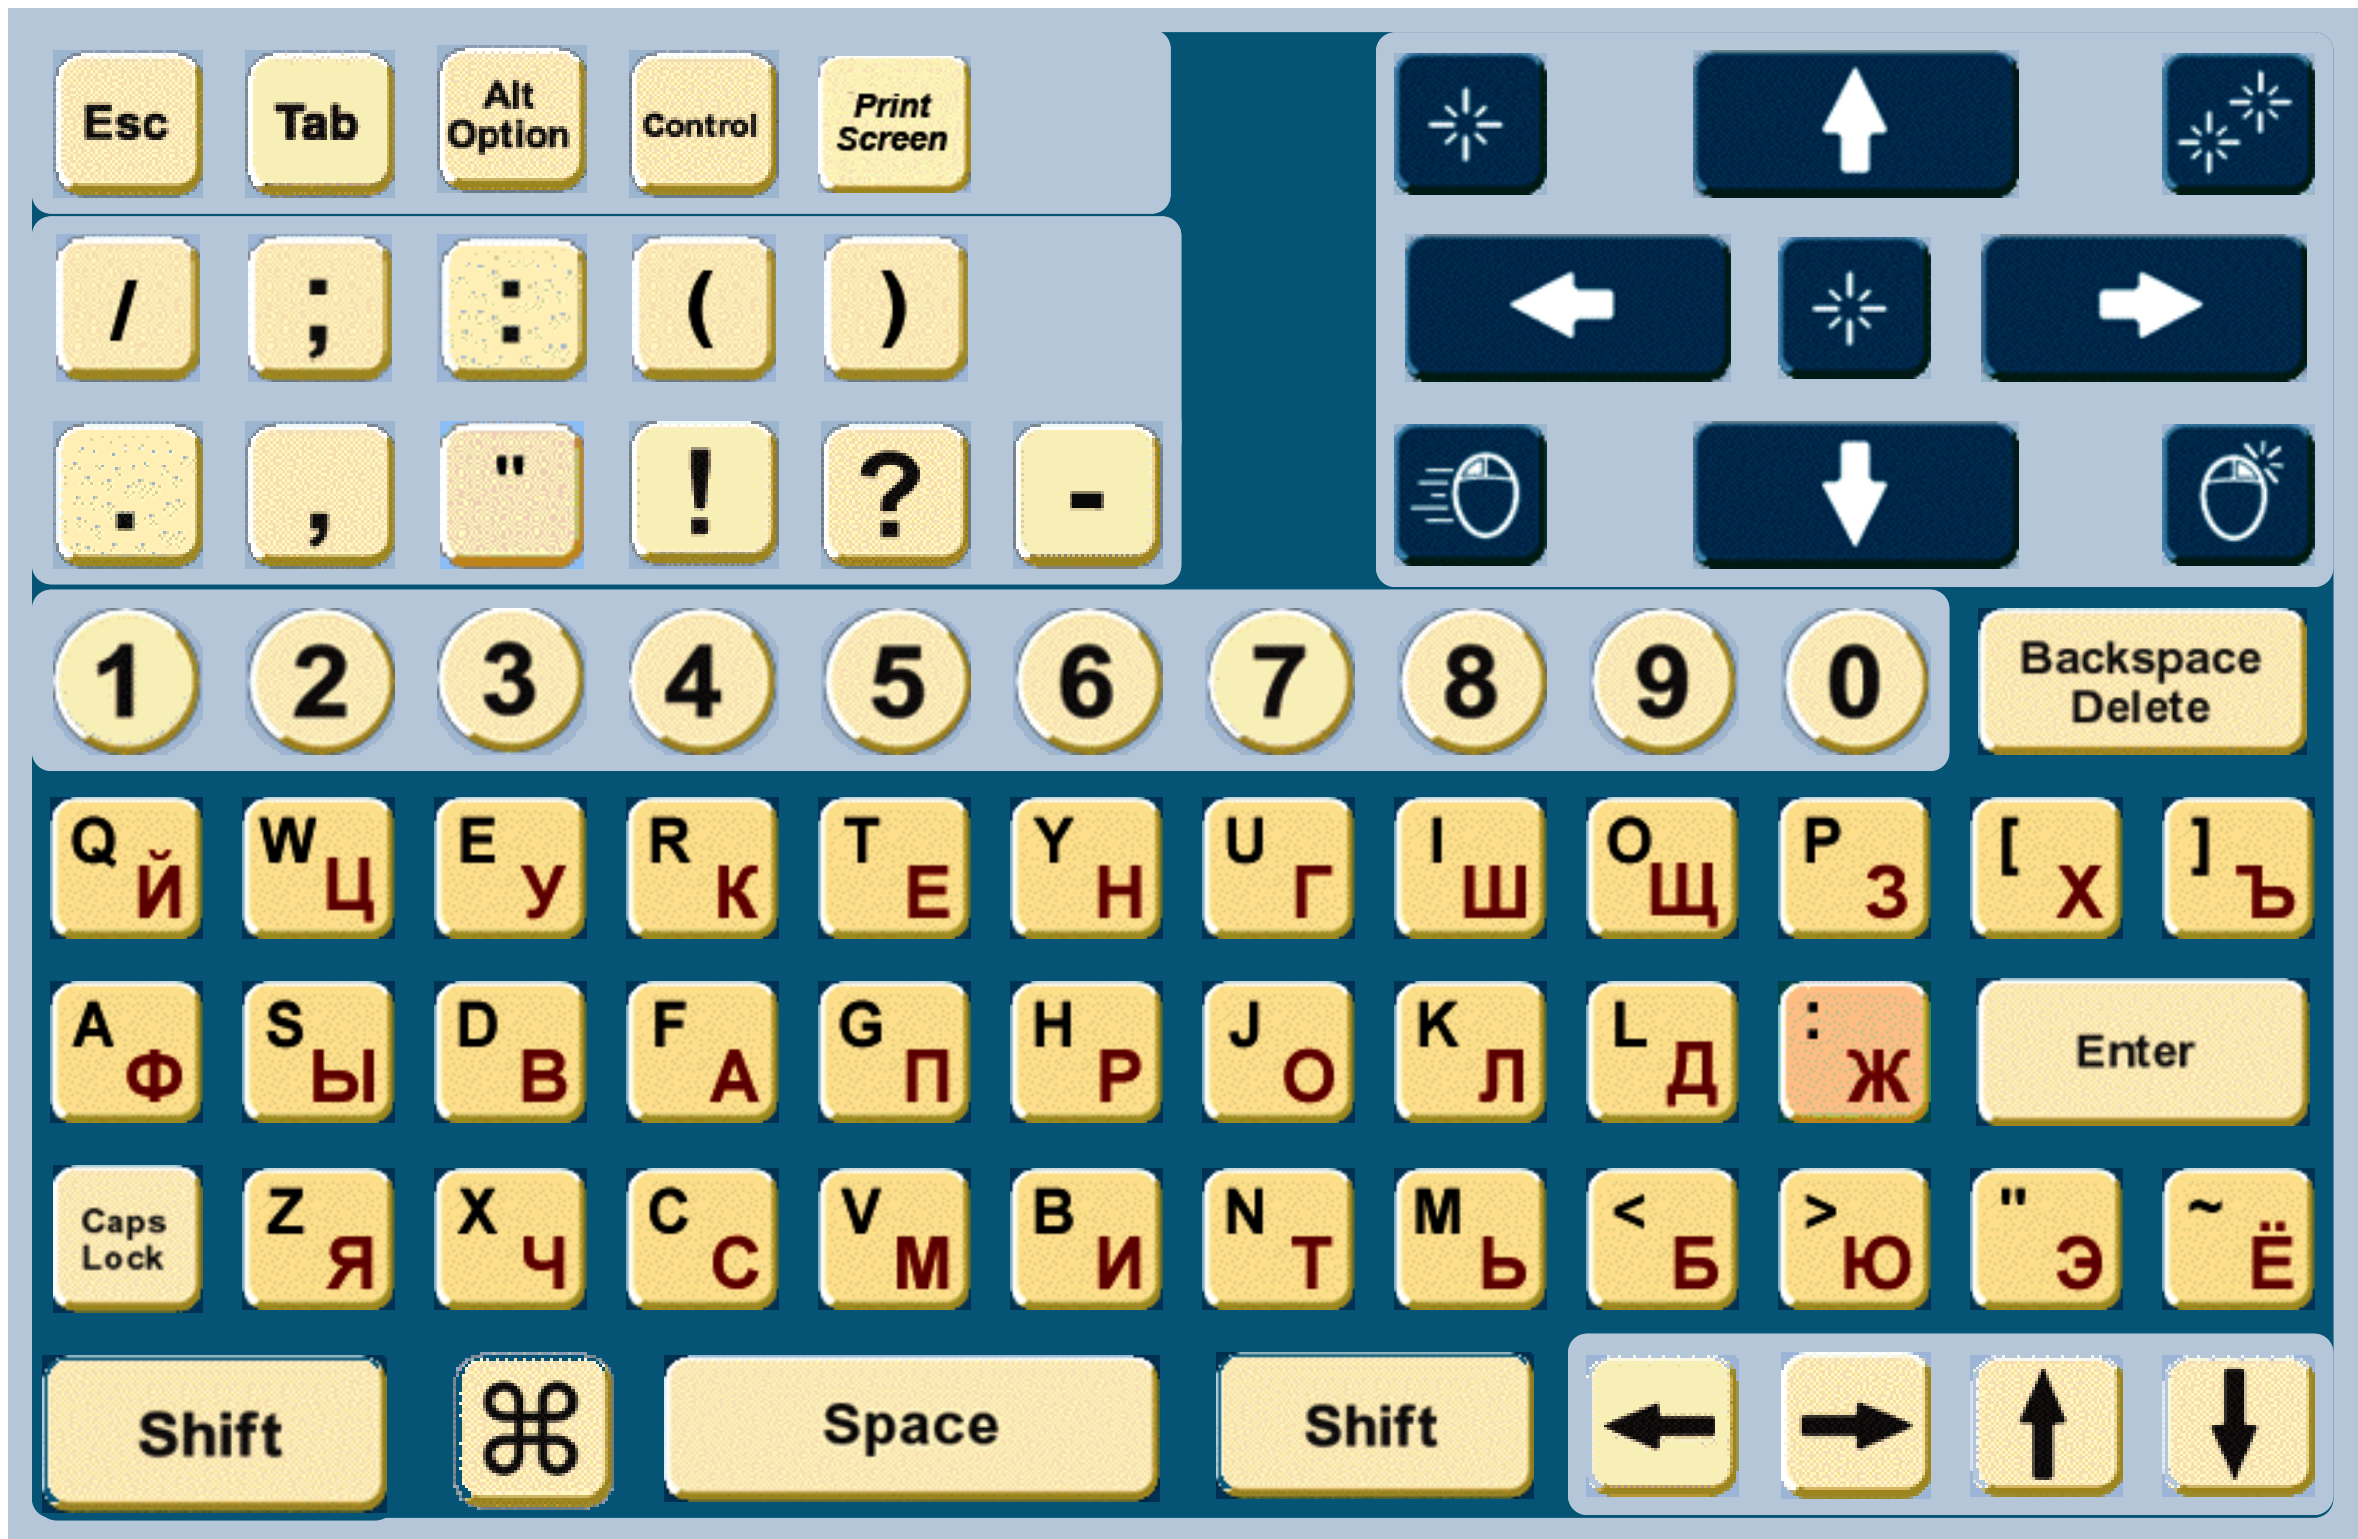 Esc Tab Alt Option Control Print Screen
/ ; : ( )
. , " ! ? -
1 2 3 4 5 6 7 8 9 0 Backspace Delete
Q Й W Ц E У R К T Е Y Н U Г I Ш O Щ P З [ Х ] Ъ
A Ф S Ы D В F А G П H Р J О K Л L Д : Ж Enter
Caps Lock Z Я X Ч C С V М B И N Т M Ь < Б > Ю " Э ~ Ё
Shift ⌘ Space Shift